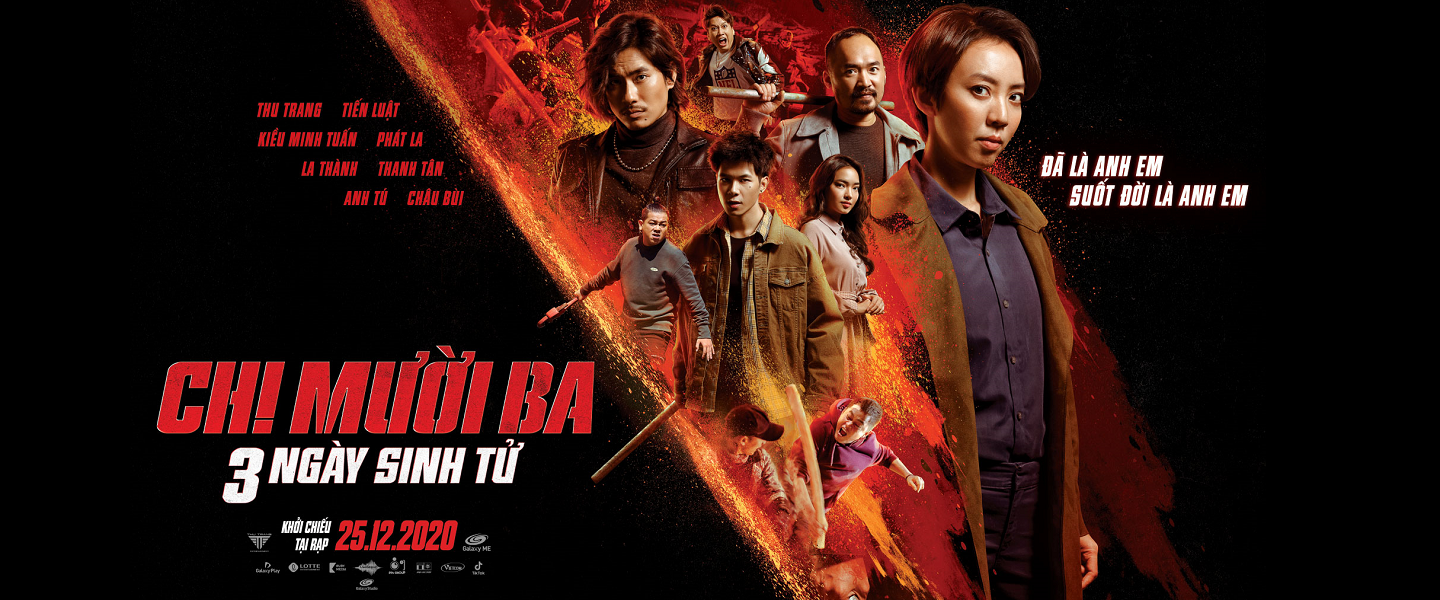 THU TRANG TIẾN LUẬT
KIỀU MINH TUẤN PHÁT LA
LA THÀNH THANH TÂN
ANH TÚ CHÂU BÙI
ĐÃ LÀ ANH EM
SUỐT ĐỜI LÀ ANH EM
CHỊ MƯỜI BA
3 NGÀY SINH TỬ
KHỞI CHIẾU
TẠI RẠP
25.12.2020
Galaxy ME
GalaxyPlay
LOTTE
TikTok
GalaxyStudio